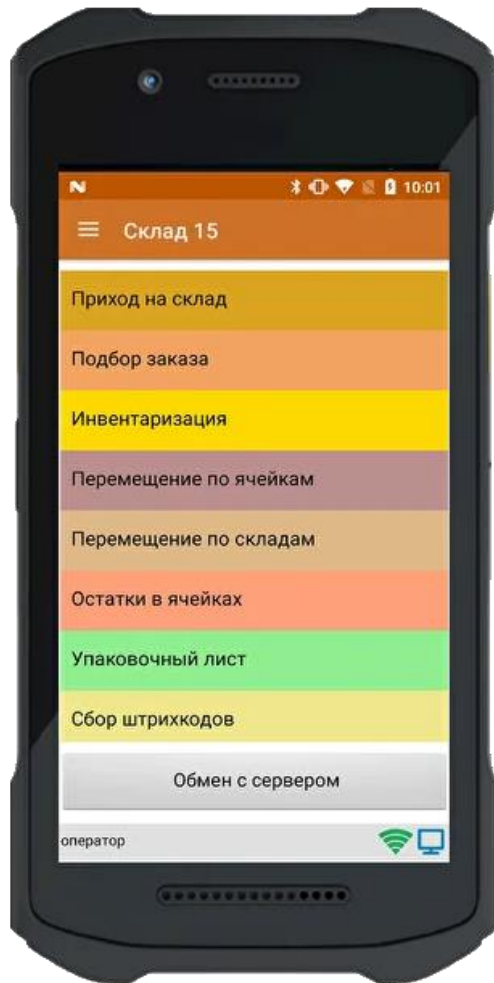 10:01
Склад 15
Приход на склад
Подбор заказа
Инвентаризация
Перемещение по ячейкам
Перемещение по складам
Остатки в ячейках
Упаковочный лист
Сбор штрихкодов
Обмен с сервером
оператор